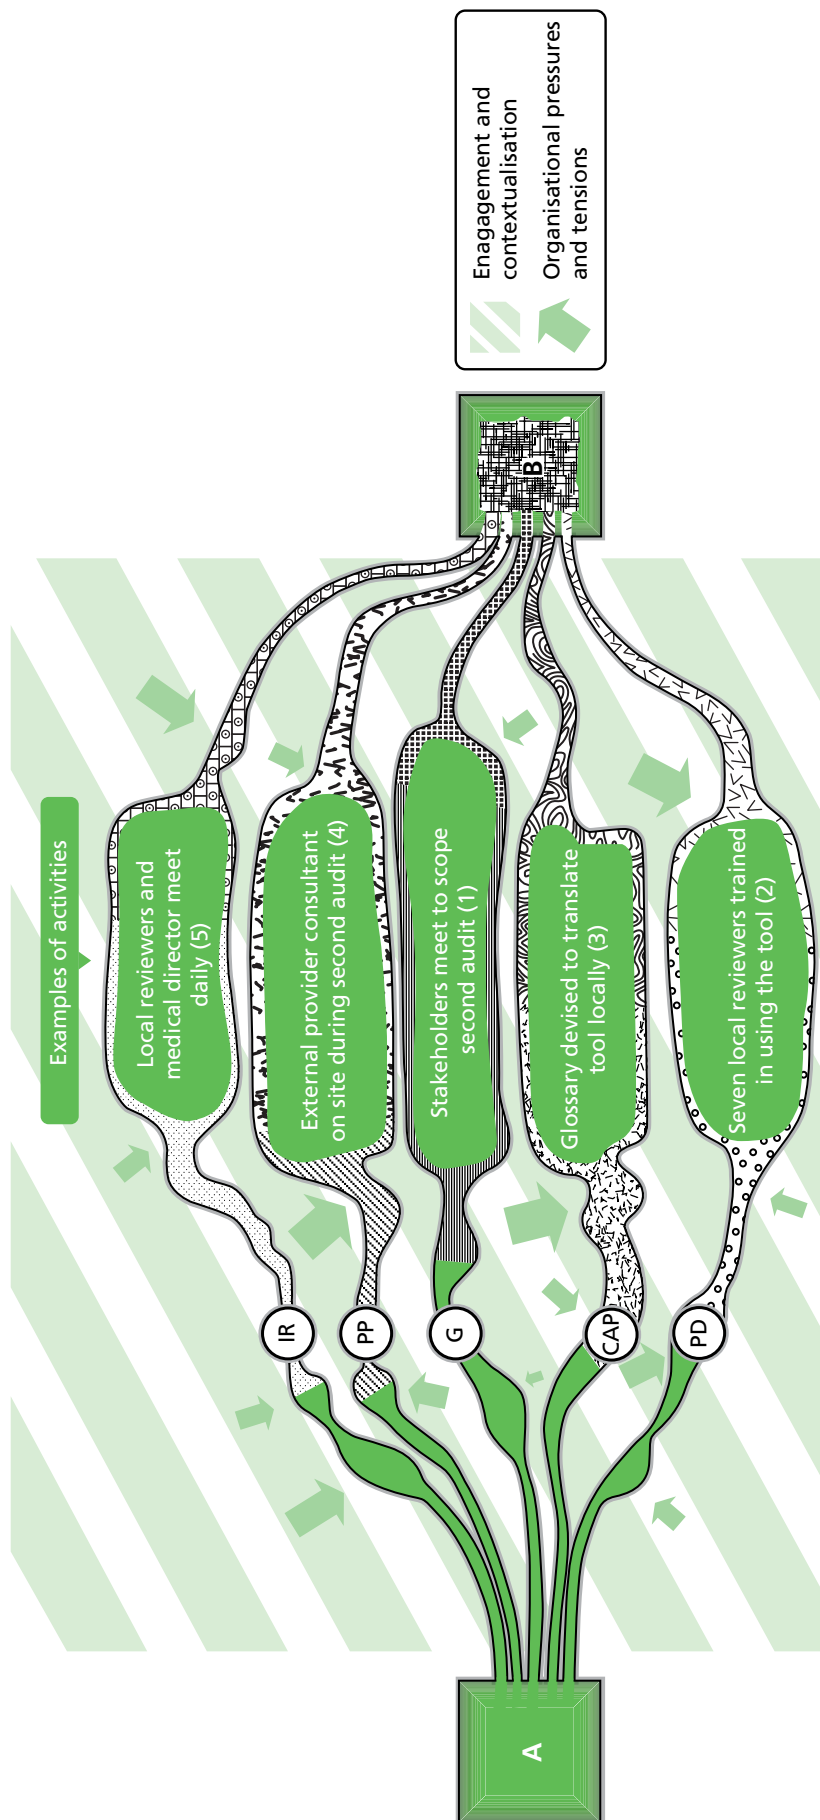 Examples of activities
Local reviewers and
medical director meet
daily (5)
External provider consultant
on site during second audit (4)
Stakeholders meet to scope
second audit (1)
Glossary devised to translate
tool locally (3)
Seven local reviewers trained
in using the tool (2)
IR
PP
G
CAP
PD
A
B
Enagagement and
contextualisation
Organisational pressures
and tensions